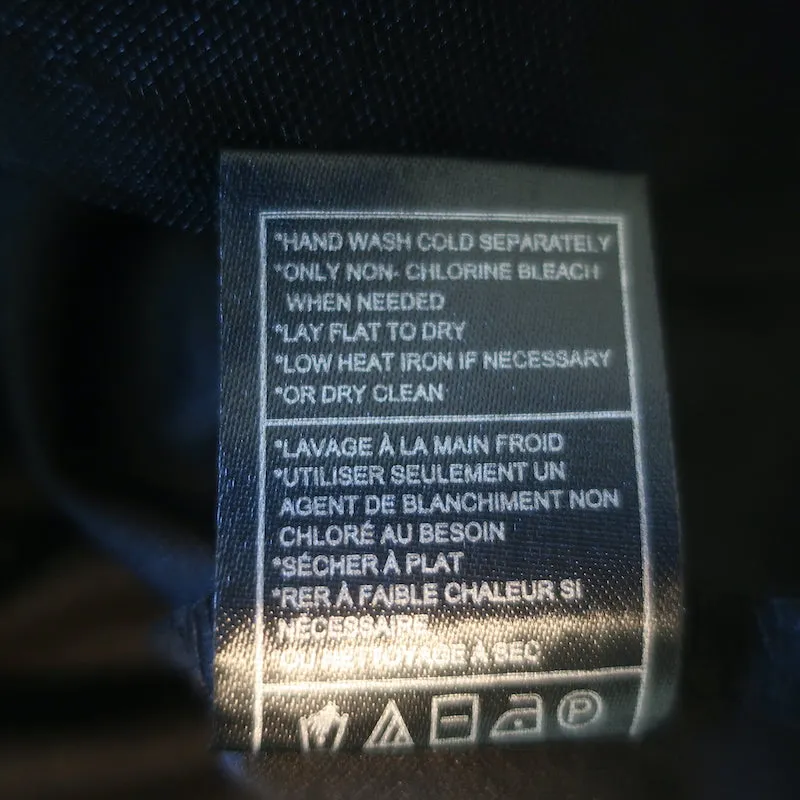 *HAND WASH COLD SEPARATELY
*ONLY NON- CHLORINE BLEACH
WHEN NEEDED
*LAY FLAT TO DRY
*LOW HEAT IRON IF NECESSARY
*OR DRY CLEAN
*LAVAGE À LA MAIN FROID
*UTILISER SEULEMENT UN
AGENT DE BLANCHIMENT NON
CHLORÉ AU BESOIN
*SÉCHER À PLAT
*RER À FAIBLE CHALEUR SI
NÉCESSAIRE
OU NETTOYAGE À SEC
P